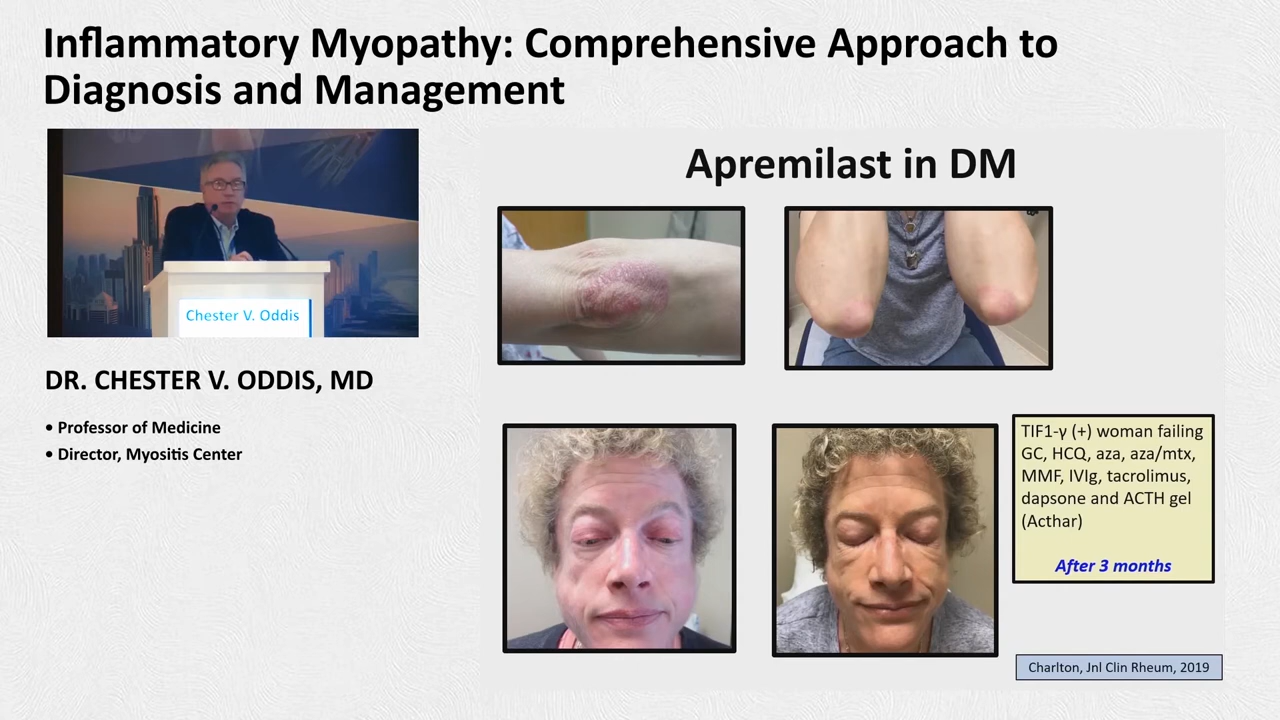 Inflammatory Myopathy: Comprehensive Approach to
Diagnosis and Management
Chester V. Oddis
DR. CHESTER V. ODDIS, MD
• Professor of Medicine
• Director, Myositis Center
Apremilast in DM
TIF1-γ (+) woman failing
GC, HCQ, aza, aza/mtx,
MMF, IVIg, tacrolimus,
dapsone and ACTH gel
(Acthar)
After 3 months
Charlton, Jnl Clin Rheum, 2019